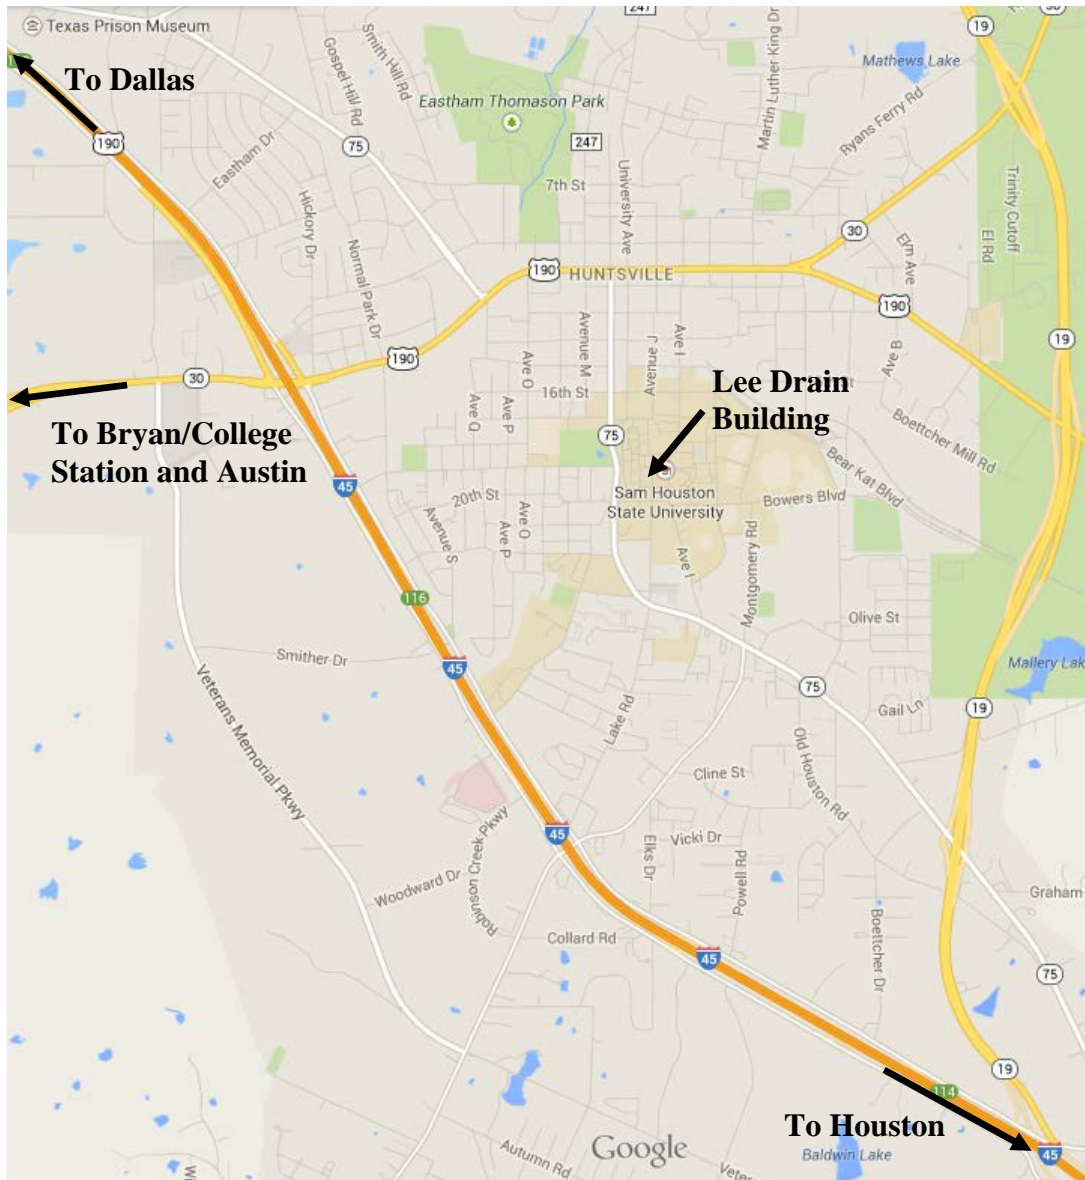 Texas Prison Museum
247
19
30
To Dallas
190
Gospel Hill Rd
Smith Hill Rd
Eastham Thomason Park
Martin Luther King Dr
Mathews Lake
Ryans Ferry Rd
Eastham Dr
75
247
7th St
University Ave
Trinity Cutoff
Hickory Dr
Normal Park Dr
30
Elm Ave
El Rd
190
HUNTSVILLE
190
19
Avenue M
Avenue J
Ave I
Ave B
190
30
Ave O
16th St
Lee Drain
Building
Ave Q
Ave P
75
Boettcher Mill Rd
To Bryan/College
Station and Austin
45
Bear Kat Blvd
Sam Houston
State University
Bowers Blvd
20th St
Avenue S
Ave O
Ave P
Ave I
Montgomery Rd
116
Olive St
Smither Dr
45
Mallery Lak
75
Veterans Memorial Pkwy
Lake Rd
Gail Ln
19
Old Houston Rd
Cline St
45
Elks Dr
Vicki Dr
Powell Rd
Robinson Creek Pkwy
Woodward Dr
Graham
Boettcher Dr
Collard Rd
45
75
19
114
To Houston
Autumn Rd
Google
Baldwin Lake
45